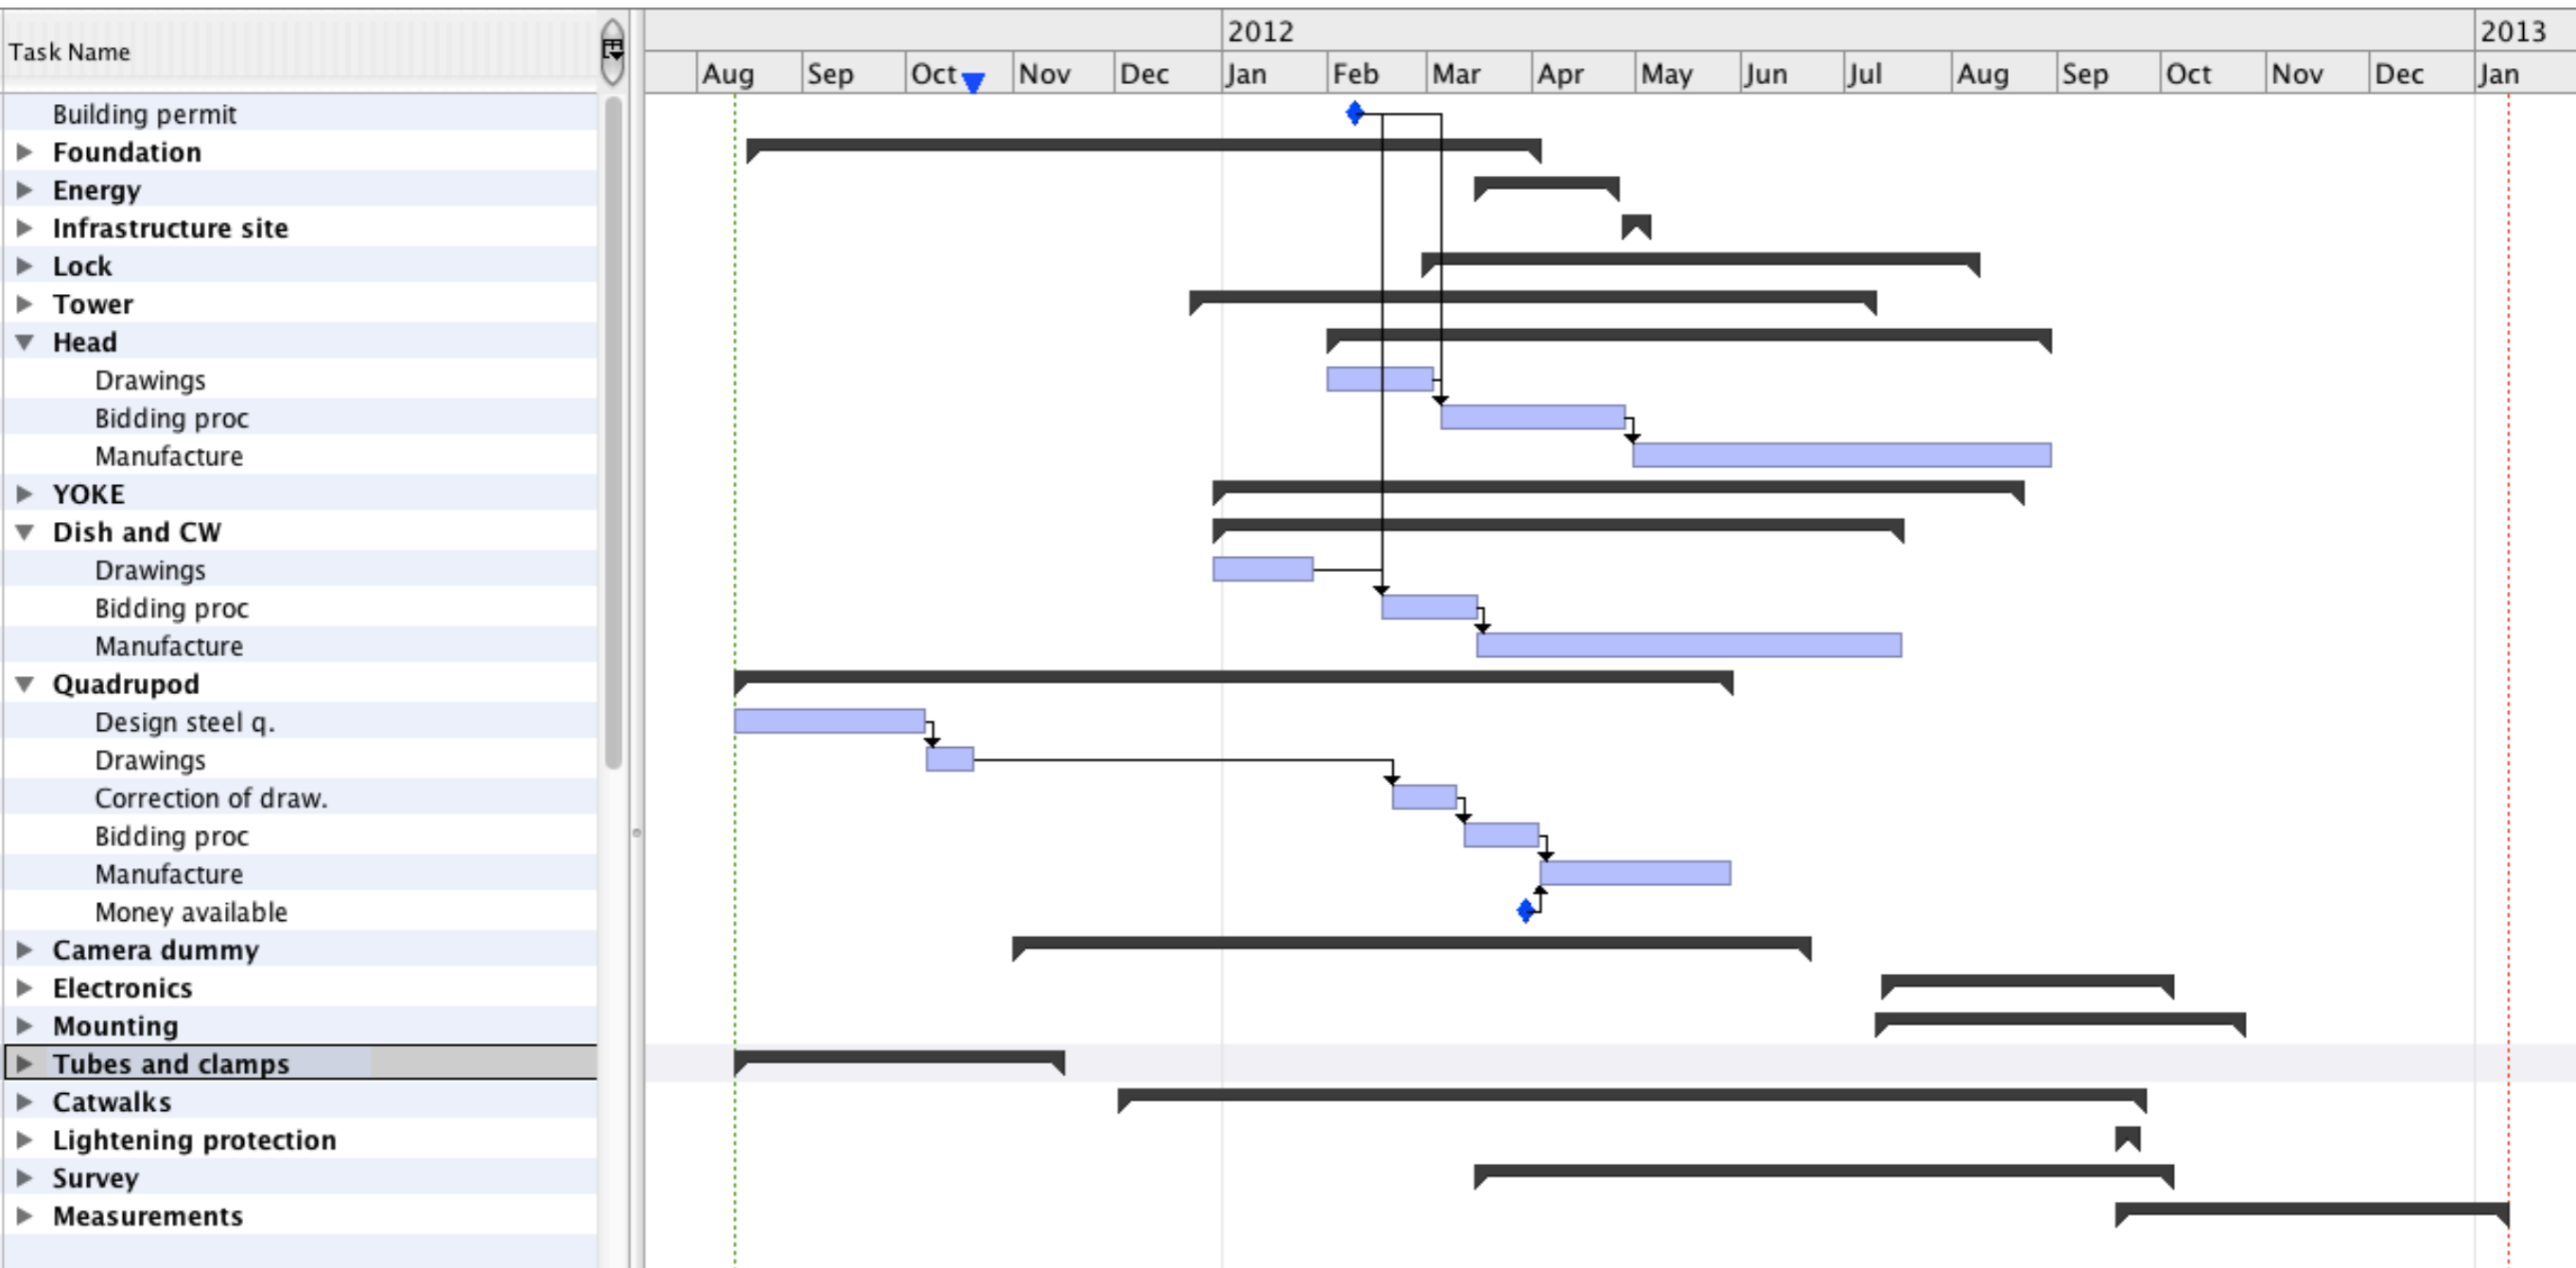 2012 2013
Task Name
Aug Sep Oct Nov Dec Jan Feb Mar Apr May Jun Jul Aug Sep Oct Nov Dec Jan
Building permit
Foundation
Energy
Infrastructure site
Lock
Tower
Head
Drawings
Bidding proc
Manufacture
YOKE
Dish and CW
Drawings
Bidding proc
Manufacture
Quadrupod
Design steel q.
Drawings
Correction of draw.
Bidding proc
Manufacture
Money available
Camera dummy
Electronics
Mounting
Tubes and clamps
Catwalks
Lightening protection
Survey
Measurements